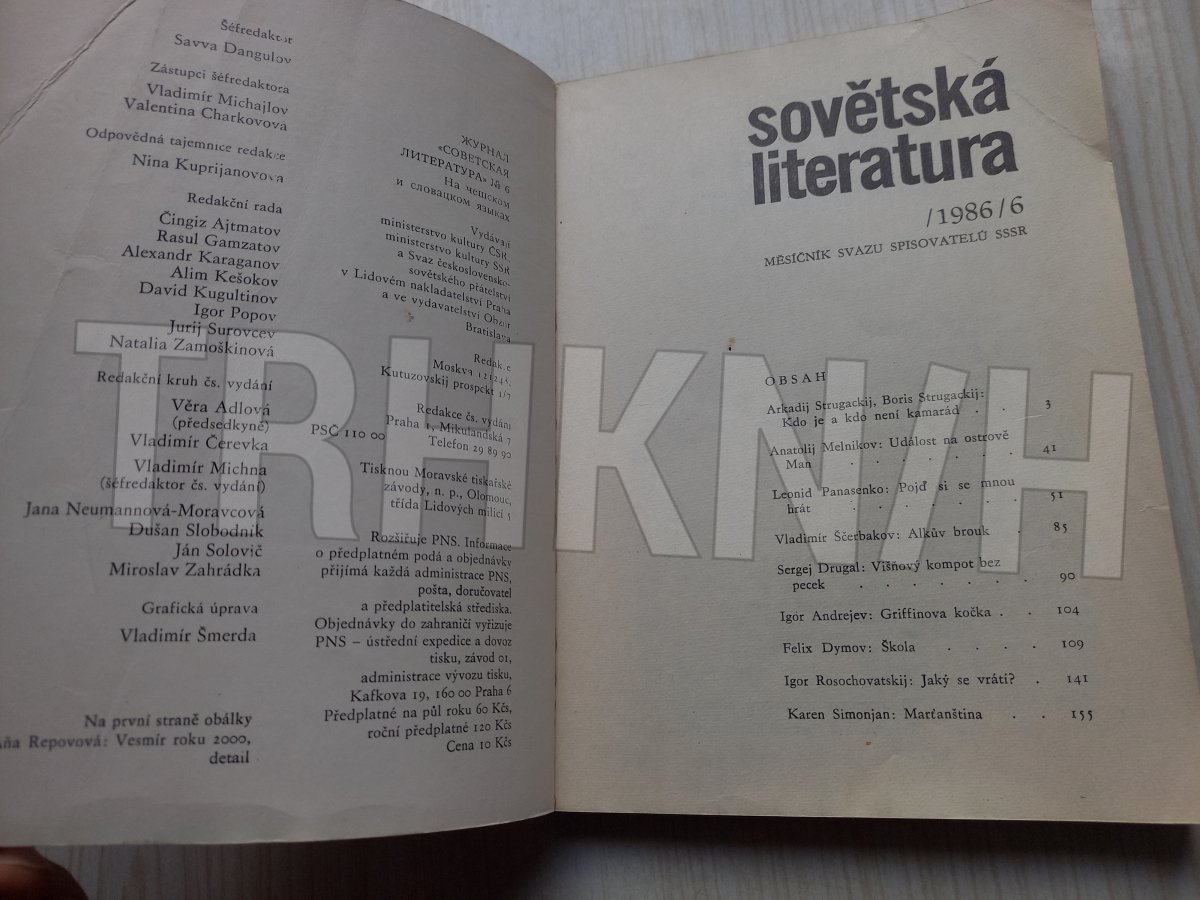 Šéfredaktor
Savva Dangulov
Zástupci šéfredaktora
Vladimír Michajlov
Valentina Charkovová
Odpovědná tajemnice redakce
Nina Kuprijanovova
Redakční rada
Čingiz Ajtmatov
Rasul Gamzatov
Alexandr Karaganov
Alim Kešokov
David Kugultinov
Igor Popov
Jurij Surovcev
Natalia Zamoškinová
Redakční kruh čs. vydání
Věra Adlová
(předsedkyně)
Vladimír Čerevka
Vladimír Michna
(šéfredaktor čs. vydání)
Jana Neumannová-Moravcová
Dušan Slobodník
Ján Solovič
Miroslav Zahrádka
Grafická úprava
Vladimír Šmerda
Na první straně obálky
Repovová: Vesmír roku 2000,
detail
ЖУРНАЛ
«СОВЕТСКАЯ
ЛИТЕРАТУРА» № 6
На чешском
и словацком языках
Vydávají
ministerstvo kultury ČSR,
ministerstvo kultury SSR
a Svaz československo-
sovětského přátelství
v Lidovém nakladatelství Praha
a ve vydavatelství Obzor
Bratislava
Redakce
Moskva 121248,
Kutuzovskij prospekt 1/7
Redakce čs. vydání
Praha 1, Mikulandská 7
PSČ 110 00
Telefon 29 89 90
Tisknou Moravské tiskařské
závody, n. p., Olomouc,
třída Lidových milicí 5
Rozšiřuje PNS. Informace
o předplatném podá a objednávky
přijímá každá administrace PNS,
pošta, doručovatel
a předplatitelská střediska.
Objednávky do zahraničí vyřizuje
PNS – ústřední expedice a dovoz
tisku, závod 01,
administrace vývozu tisku,
Kafkova 19, 160 00 Praha 6
Předplatné na půl roku 60 Kčs
roční předplatné 120 Kčs
Cena 10 Kčs
sovětská
literatura
/1986/6
MĚSÍČNÍK SVAZU SPISOVATELŮ SSSR
OBSAH
Arkadij Strugackij, Boris Strugackij:
Kdo je a kdo není kamarád . . 3
Anatolij Melnikov: Událost na ostrově
Man . . . . . . . 41
Leonid Panasenko: Pojď si se mnou
hrát . . . . . . . 51
Vladimír Ščerbakov: Alkův brouk . 85
Sergej Drugal: Višňový kompot bez
pecek . . . . . . . 90
Igor Andrejev: Griffinova kočka . . 104
Felix Dymov: Škola . . . . 109
Igor Rosochovatskij: Jaký se vrátí? . 141
Karen Simonjan: Marťanština . . 155
TRHKNIH